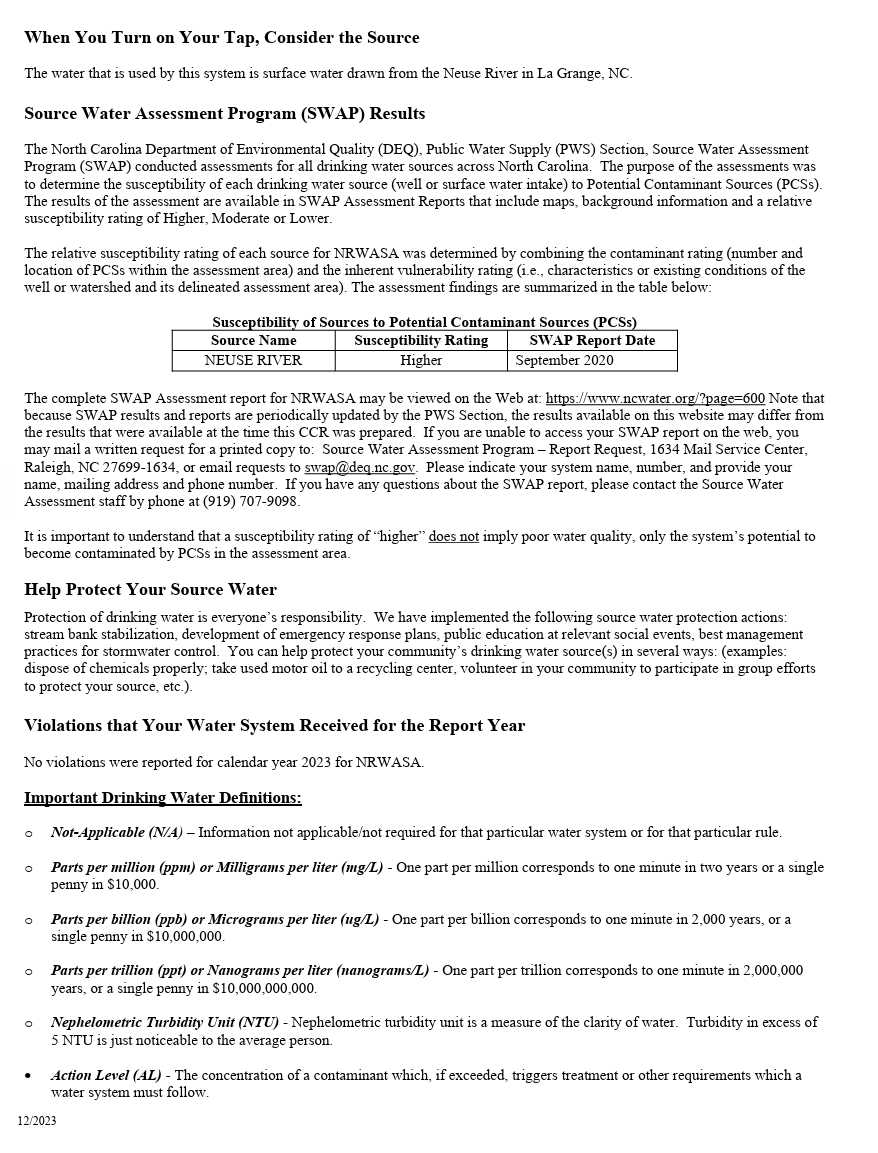 When You Turn on Your Tap, Consider the Source
The water that is used by this system is surface water drawn from the Neuse River in La Grange, NC.
Source Water Assessment Program (SWAP) Results
The North Carolina Department of Environmental Quality (DEQ), Public Water Supply (PWS) Section, Source Water Assessment
Program (SWAP) conducted assessments for all drinking water sources across North Carolina.  The purpose of the assessments was
to determine the susceptibility of each drinking water source (well or surface water intake) to Potential Contaminant Sources (PCSs).
The results of the assessment are available in SWAP Assessment Reports that include maps, background information and a relative
susceptibility rating of Higher, Moderate or Lower.
The relative susceptibility rating of each source for NRWASA was determined by combining the contaminant rating (number and
location of PCSs within the assessment area) and the inherent vulnerability rating (i.e., characteristics or existing conditions of the
well or watershed and its delineated assessment area). The assessment findings are summarized in the table below:
Susceptibility of Sources to Potential Contaminant Sources (PCSs)
Source Name Susceptibility Rating SWAP Report Date
NEUSE RIVER Higher September 2020
The complete SWAP Assessment report for NRWASA may be viewed on the Web at: https://www.ncwater.org/?page=600 Note that
because SWAP results and reports are periodically updated by the PWS Section, the results available on this website may differ from
the results that were available at the time this CCR was prepared.  If you are unable to access your SWAP report on the web, you
may mail a written request for a printed copy to:  Source Water Assessment Program – Report Request, 1634 Mail Service Center,
Raleigh, NC 27699-1634, or email requests to swap@deq.nc.gov.  Please indicate your system name, number, and provide your
name, mailing address and phone number.  If you have any questions about the SWAP report, please contact the Source Water
Assessment staff by phone at (919) 707-9098.
It is important to understand that a susceptibility rating of “higher” does not imply poor water quality, only the system’s potential to
become contaminated by PCSs in the assessment area.
Help Protect Your Source Water
Protection of drinking water is everyone’s responsibility.  We have implemented the following source water protection actions:
stream bank stabilization, development of emergency response plans, public education at relevant social events, best management
practices for stormwater control.  You can help protect your community’s drinking water source(s) in several ways: (examples:
dispose of chemicals properly; take used motor oil to a recycling center, volunteer in your community to participate in group efforts
to protect your source, etc.).
Violations that Your Water System Received for the Report Year
No violations were reported for calendar year 2023 for NRWASA.
Important Drinking Water Definitions:
o Not-Applicable (N/A) – Information not applicable/not required for that particular water system or for that particular rule.
o Parts per million (ppm) or Milligrams per liter (mg/L) - One part per million corresponds to one minute in two years or a single
penny in $10,000.
o Parts per billion (ppb) or Micrograms per liter (ug/L) - One part per billion corresponds to one minute in 2,000 years, or a
single penny in $10,000,000.
o Parts per trillion (ppt) or Nanograms per liter (nanograms/L) - One part per trillion corresponds to one minute in 2,000,000
years, or a single penny in $10,000,000,000.
o Nephelometric Turbidity Unit (NTU) - Nephelometric turbidity unit is a measure of the clarity of water.  Turbidity in excess of
5 NTU is just noticeable to the average person.
• Action Level (AL) - The concentration of a contaminant which, if exceeded, triggers treatment or other requirements which a
water system must follow.
12/2023